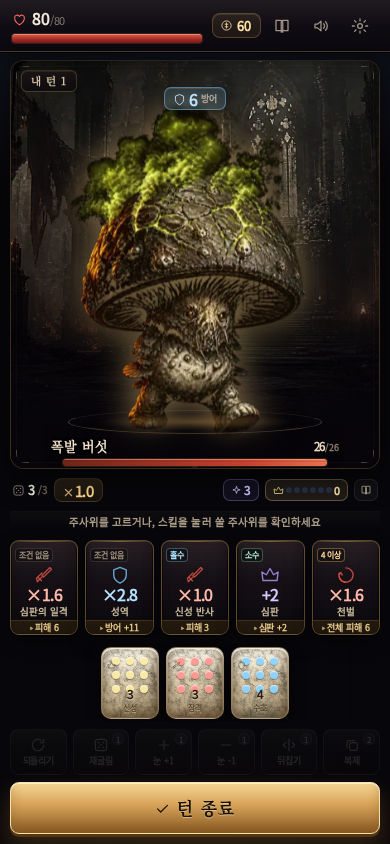 80/80
60
내 턴 1
6 방어
폭발 버섯
26/26
3/3
×1.0
3
0
주사위를 고르거나, 스킬을 눌러 쓸 주사위를 확인하세요
조건 없음
조건 없음
홀수
소수
4 이상
×1.6
×2.8
×1.0
+2
×1.6
심판의 일격
성역
신성 반사
심판
천벌
▸피해 6
▸방어 +11
▸피해 3
▸심판 +2
▸전체 피해 6
3
3
4
신성
수호
1
1
1
1
2
되돌리기
재굴림
눈 +1
눈 -1
뒤집기
복제
턴 종료